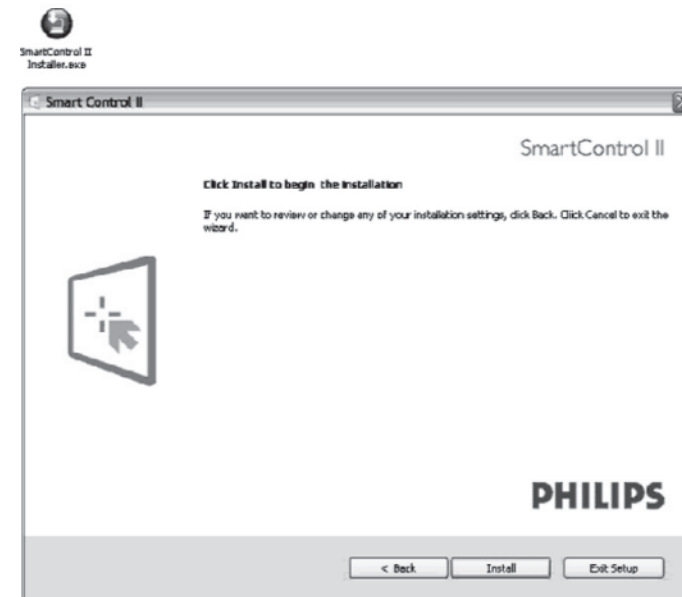 SmartControl II
Installer.exe
Smart Control II
SmartControl II
Click Install to begin the installation
If you want to review or change any of your installation settings, click Back. Click Cancel to exit the
wizard.
PHILIPS
< Back
Install
Exit Setup